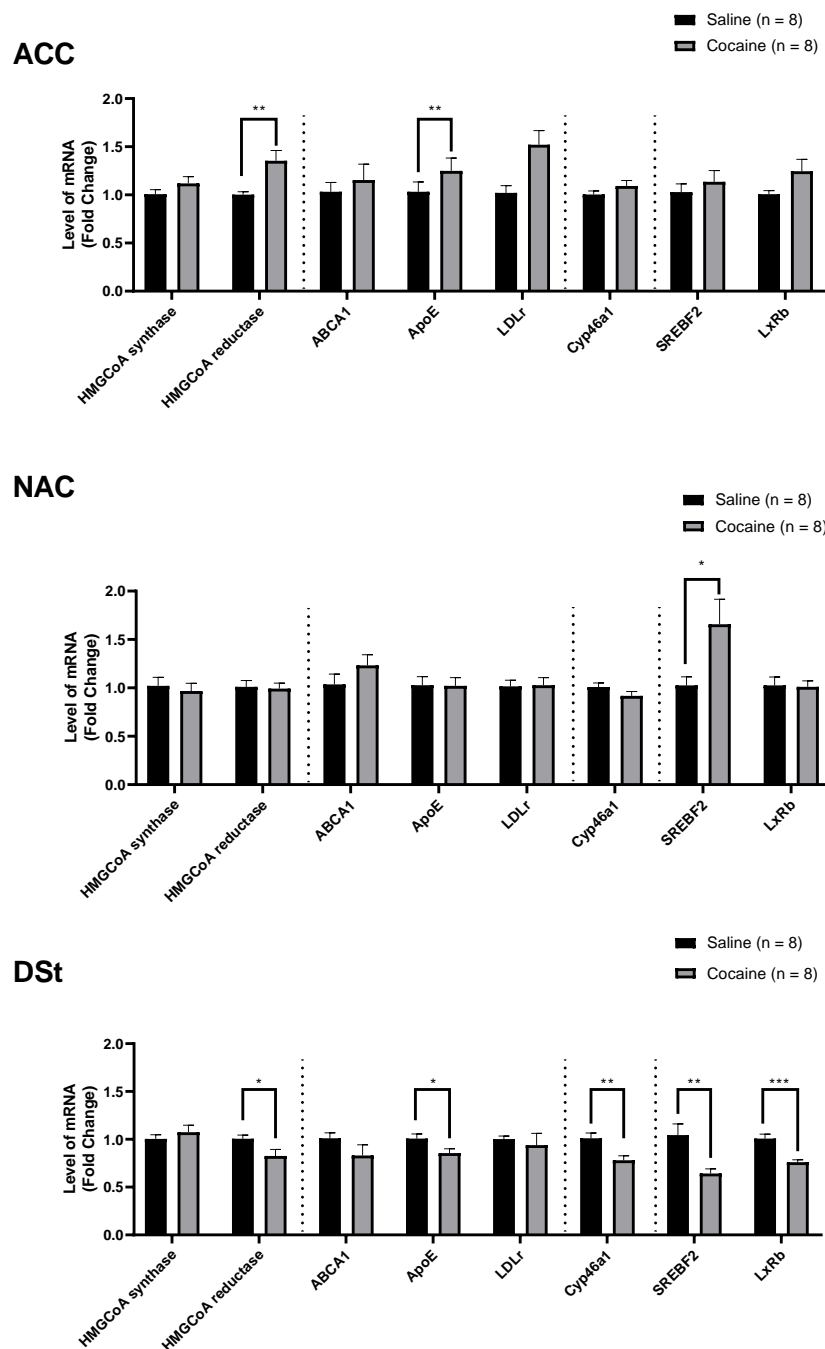 Saline (n = 8)
Cocaine (n = 8)
ACC
** **
2.0
1.5
1.0
0.5
0.0
Level of mRNA
(Fold Change)
HMGCoA synthase
HMGCoA reductase
ABCA1
ApoE
LDLr
Cyp46a1
SREBF2
LxRb
NAC
Saline (n = 8)
Cocaine (n = 8)
*
2.0
1.5
1.0
0.5
0.0
Level of mRNA
(Fold Change)
HMGCoA synthase
HMGCoA reductase
ABCA1
ApoE
LDLr
Cyp46a1
SREBF2
LxRb
Saline (n = 8)
Cocaine (n = 8)
DSt
* * ** ** ***
2.0
1.5
1.0
0.5
0.0
Level of mRNA
(Fold Change)
HMGCoA synthase
HMGCoA reductase
ABCA1
ApoE
LDLr
Cyp46a1
SREBF2
LxRb